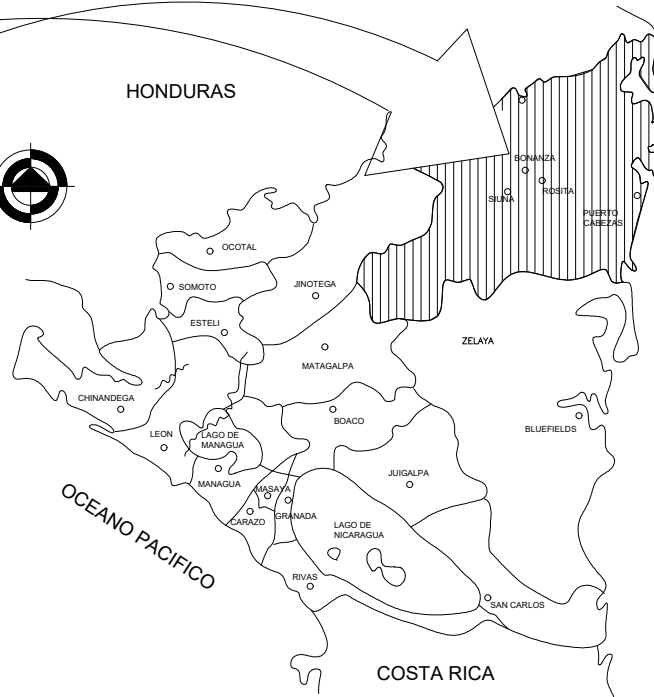 HONDURAS
BONANZA
SIUNA
ROSITA
PUERTO
CABEZAS
OCOTAL
SOMOTO
JINOTEGA
ESTELI
ZELAYA
MATAGALPA
CHINANDEGA
BOACO
BLUEFIELDS
LEON
LAGO DE
MANAGUA
JUIGALPA
MANAGUA
MASAYA
GRANADA
CARAZO
LAGO DE
NICARAGUA
OCEANO PACIFICO
RIVAS
SAN CARLOS
COSTA RICA